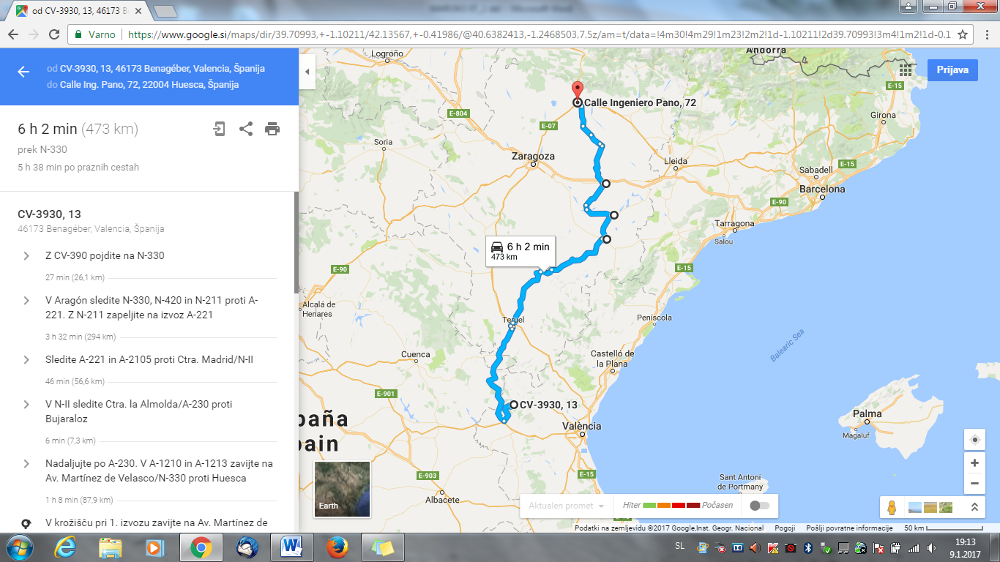 od CV-3930, 13, 46173 B
Varno
https://www.google.si/maps/dir/39.70993,+-1.10211/42.13567,+-0.41986/@40.6382413,-1.2468503,7.5z/am=t/data=!4m30!4m29!1m23!2m2!1d-1.10211!2d39.70993!3m4!1m2!1d-0.1
od CV-3930, 13, 46173 Benagéber, Valencia, Španija
do Calle Ing. Pano, 72, 22004 Huesca, Španija
6 h 2 min (473 km)
prek N-330
5 h 38 min po praznih cestah
CV-3930, 13
46173 Benagéber, Valencia, Španija
Z CV-390 pojdite na N-330
27 min (26,1 km)
V Aragón sledite N-330, N-420 in N-211 proti A-
221. Z N-211 zapeljite na izvoz A-221
3 h 32 min (294 km)
Sledite A-221 in A-2105 proti Ctra. Madrid/N-II
46 min (56,6 km)
V N-II sledite Ctra. la Almolda/A-230 proti
Bujaraloz
6 min (7,3 km)
Nadaljujte po A-230. V A-1210 in A-1213 zavijte na
Av. Martínez de Velasco/N-330 proti Huesca
1 h 8 min (87,9 km)
V krožišču pri 1. izvozu zavijte na Av. Martínez de
Logroño
Andorra
Prijava
E-15
Calle Ingeniero Pano, 72
E-804
Girona
E-07
Soria
Zaragoza
Lleida
E-15
Sabadell
Barcelona
E-90
Tarragona
Salou
6 h 2 min
473 km
E-90
E-15
Alcalá de
Henares
Teruel
Peníscola
Balearic Sea
Cuenca
Castelló de
la Plana
E-901
CV-3930, 13
paña
pain
València
Palma
Magaluf
E-903
E-15
Sant Antoni
de Portmany
Albacete
Earth
Aktualen promet
Hiter
Počasen
Podatki na zemljevidu ©2017 Google,Inst. Geogr. Nacional
Pogoji
Pošlji povratne informacije
50 km
SL
19:13
9.1.2017